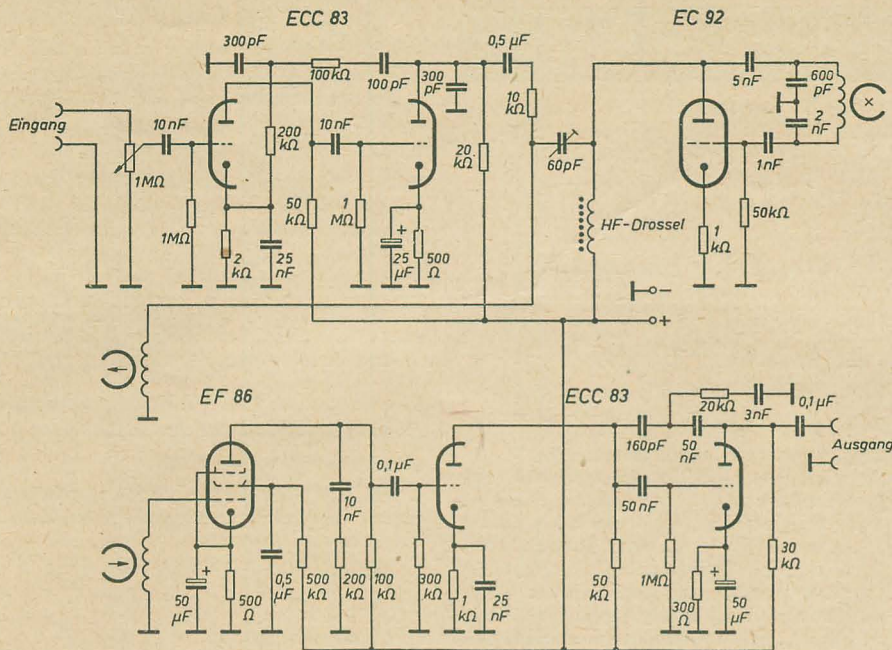 ECC 83
EC 92
300 pF
100 kΩ
100 pF
300
pF
0,5 µF
10
kΩ
5 nF
600
pF
2
nF
Eingang
10 nF
1 MΩ
200
kΩ
10 nF
20
kΩ
60 pF
1 nF
1 MΩ
50
kΩ
1
MΩ
HF-Drossel
50 kΩ
2
kΩ
25
nF
+
25
µF
500
Ω
1
kΩ
−
+
EF 86
ECC 83
20 kΩ
3 nF
0,1 µF
160 pF
50
nF
Ausgang
0,1 µF
10
nF
50 nF
50
µF
+
500
Ω
0,5
µF
500
kΩ
200
kΩ
100
kΩ
300
kΩ
1
kΩ
25
nF
50
kΩ
1 MΩ
300
Ω
+
50
µF
30
kΩ